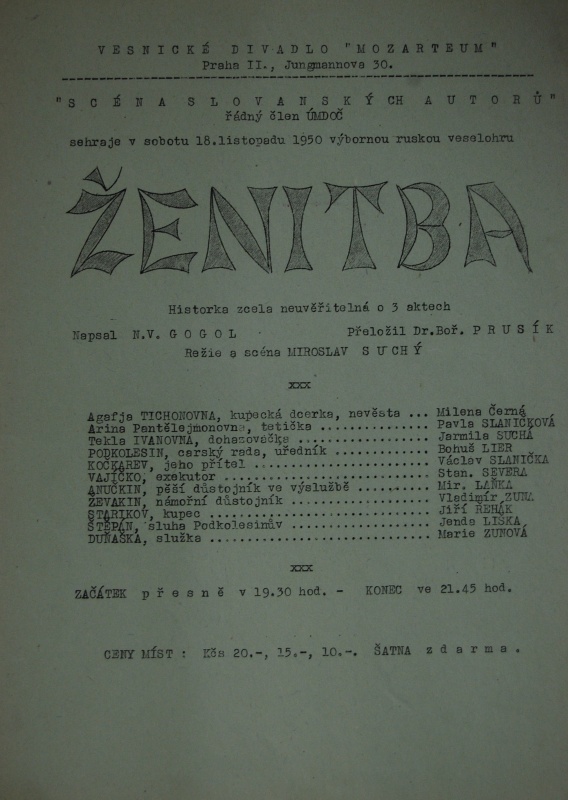 VESNICKÉ DIVADLO "MOZARTEUM"
Praha II., Jungmannova 30.
"SCÉNA SLOVANSKÝCH AUTORŮ"
řádný člen ÚMDOČ
sehraje v sobotu 18.listopadu 1950 výbornou ruskou veselohru
ŽENITBA
Historka zcela neuvěřitelná o 3 aktech
Napsal N.V. GOGOL Přeložil Dr.Boř. PRUSÍK
Režie a scéna MIROSLAV SUCHÝ
xxx
Agafja TICHONOVNA, kupecká dcerka, nevěsta ... Milena Černá
Arina Pantělejmonovna, tetička ............... Pavla SLANIČKOVÁ
Tekla IVANOVNA, dohazovačka .................. Jarmila SUCHÁ
PODKOLESIN, carský rada, úředník ............. Bohuš LIER
KOČKAREV, jeho přítel ........................ Václav SLANIČKA
VAJÍČKO, exekutor ............................ Stan. SEVERA
ANUČKIN, pěší důstojník ve výslužbě .......... Mir. LAŇKA
ŽEVAKIN, námořní důstojník ................... Vladimír ZUNA
STARIKOV, kupec .............................. Jiří ŘEHÁK
ŠTĚPÁN, sluha Podkolesinův ................... Jenda LIŠKA
DUŇAŠKA, služka .............................. Marie ZUNOVÁ
xxx
ZAČÁTEK přesně v 19.30 hod. - KONEC ve 21.45 hod.
CENY MÍST : Kčs 20.-, 15.-, 10.-. ŠATNA zdarma.